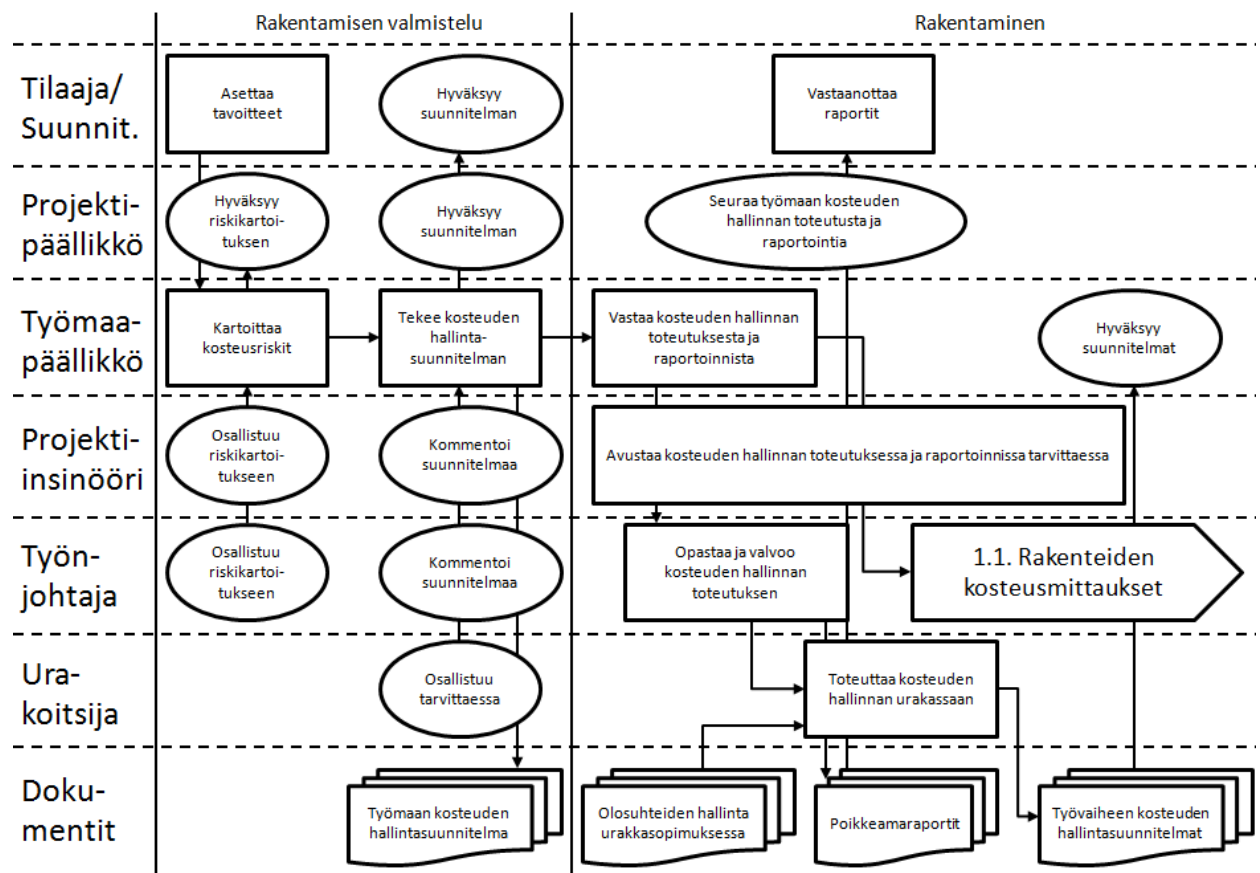 Rakentamisen valmistelu
Rakentaminen
Tilaaja/
Suunnit.
Asettaa
tavoitteet
Hyväksyy
suunnitelman
Vastaanottaa
raportit
Projekti-
päällikkö
Hyväksyy
riskikartoi-
tuksen
Hyväksyy
suunnitelman
Seuraa työmaan kosteuden
hallinnan toteutusta ja
raportointia
Työmaa-
päällikkö
Kartoittaa
kosteusriskit
Tekee kosteuden
hallinta-
suunnitelman
Vastaa kosteuden hallinnan
toteutuksesta ja
raportoinnista
Hyväksyy
suunnitelmat
Projekti-
insinööri
Osallistuu
riskikartoi-
tukseen
Kommentoi
suunnitelmaa
Avustaa kosteuden hallinnan toteutuksessa ja raportoinnissa tarvittaessa
Työn-
johtaja
Osallistuu
riskikartoi-
tukseen
Kommentoi
suunnitelmaa
Opastaa ja valvoo
kosteuden hallinnan
toteutuksen
1.1. Rakenteiden
kosteusmittaukset
Ura-
koitsija
Osallistuu
tarvittaessa
Toteuttaa kosteuden
hallinnan urakassaan
Doku-
mentit
Työmaan kosteuden
hallintasuunnitelma
Olosuhteiden hallinta
urakkasopimuksessa
Poikkeamaraportit
Työvaiheen kosteuden
hallintasuunnitelmat